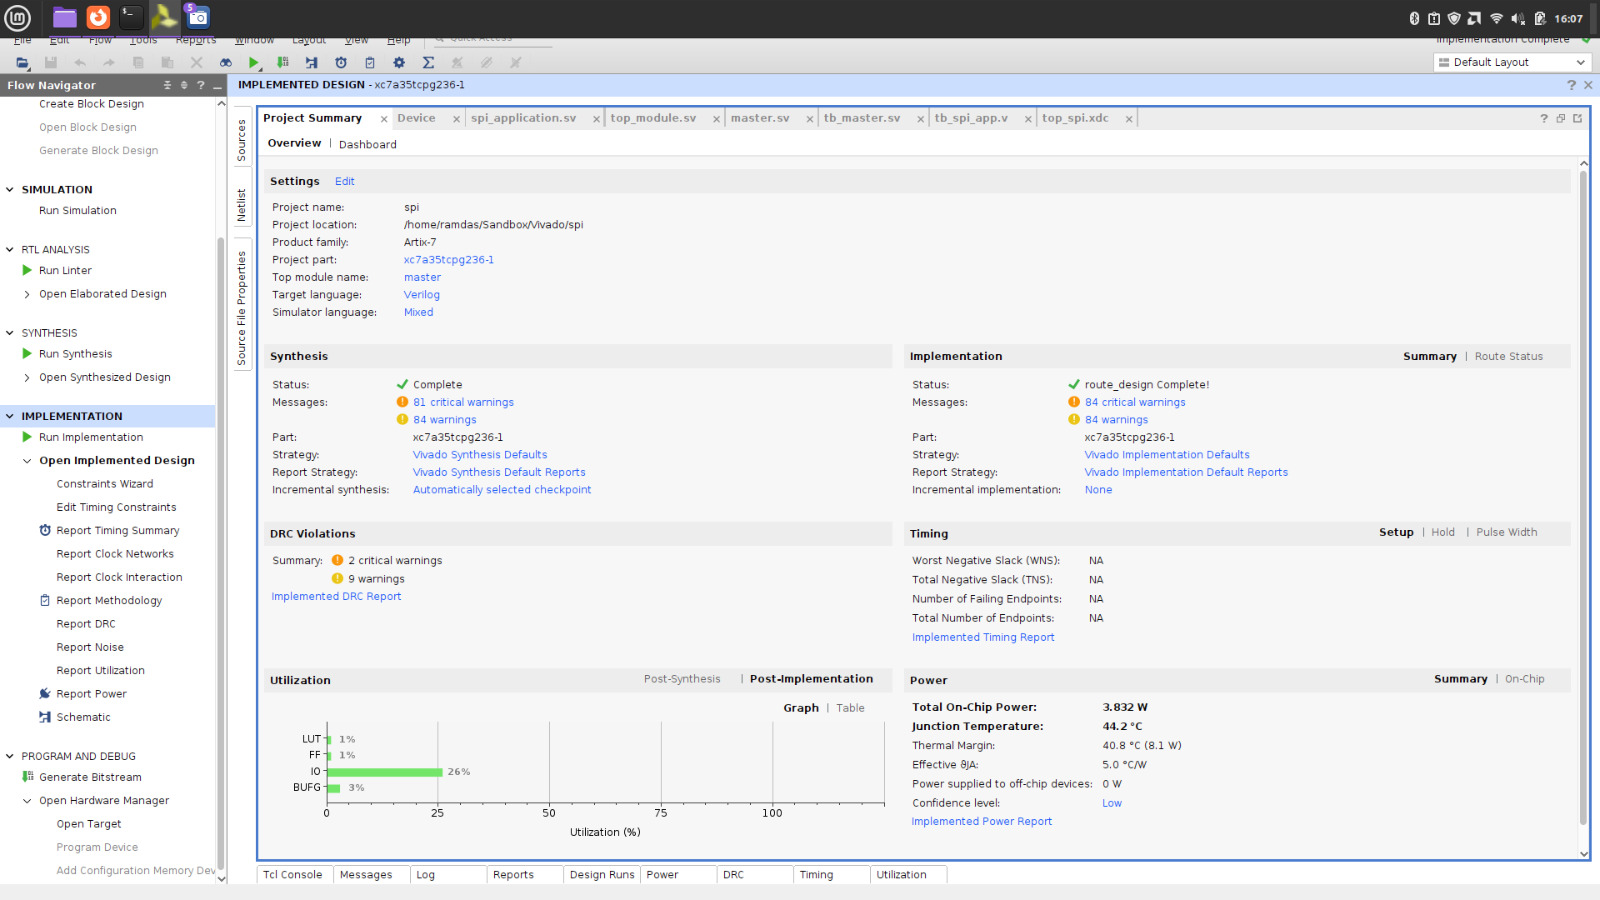 5
16:07
File Edit Flow Tools Reports Window Layout View Help Quick Access Implementation Complete
Default Layout
Flow Navigator
IMPLEMENTED DESIGN - xc7a35tcpg236-1
Create Block Design
Open Block Design
Generate Block Design
SIMULATION
Run Simulation
RTL ANALYSIS
Run Linter
Open Elaborated Design
SYNTHESIS
Run Synthesis
Open Synthesized Design
IMPLEMENTATION
Run Implementation
Open Implemented Design
Constraints Wizard
Edit Timing Constraints
Report Timing Summary
Report Clock Networks
Report Clock Interaction
Report Methodology
Report DRC
Report Noise
Report Utilization
Report Power
Schematic
PROGRAM AND DEBUG
Generate Bitstream
Open Hardware Manager
Open Target
Program Device
Add Configuration Memory Dev
Sources
Netlist
Source File Properties
Project Summary Device spi_application.sv top_module.sv master.sv tb_master.sv tb_spi_app.v top_spi.xdc
Overview | Dashboard
Settings Edit
Project name: spi
Project location: /home/ramdas/Sandbox/Vivado/spi
Product family: Artix-7
Project part: xc7a35tcpg236-1
Top module name: master
Target language: Verilog
Simulator language: Mixed
Synthesis
Status: Complete
Messages: 81 critical warnings
84 warnings
Part: xc7a35tcpg236-1
Strategy: Vivado Synthesis Defaults
Report Strategy: Vivado Synthesis Default Reports
Incremental synthesis: Automatically selected checkpoint
Implementation Summary | Route Status
Status: route_design Complete!
Messages: 84 critical warnings
84 warnings
Part: xc7a35tcpg236-1
Strategy: Vivado Implementation Defaults
Report Strategy: Vivado Implementation Default Reports
Incremental implementation: None
DRC Violations
Summary: 2 critical warnings
9 warnings
Implemented DRC Report
Timing Setup | Hold | Pulse Width
Worst Negative Slack (WNS): NA
Total Negative Slack (TNS): NA
Number of Failing Endpoints: NA
Total Number of Endpoints: NA
Implemented Timing Report
Utilization Post-Synthesis | Post-Implementation
Graph | Table
LUT 1%
FF 1%
IO 26%
BUFG 3%
0 25 50 75 100
Utilization (%)
Power Summary | On-Chip
Total On-Chip Power: 3.832 W
Junction Temperature: 44.2 °C
Thermal Margin: 40.8 °C (8.1 W)
Effective ϑJA: 5.0 °C/W
Power supplied to off-chip devices: 0 W
Confidence level: Low
Implemented Power Report
Tcl Console Messages Log Reports Design Runs Power DRC Timing Utilization